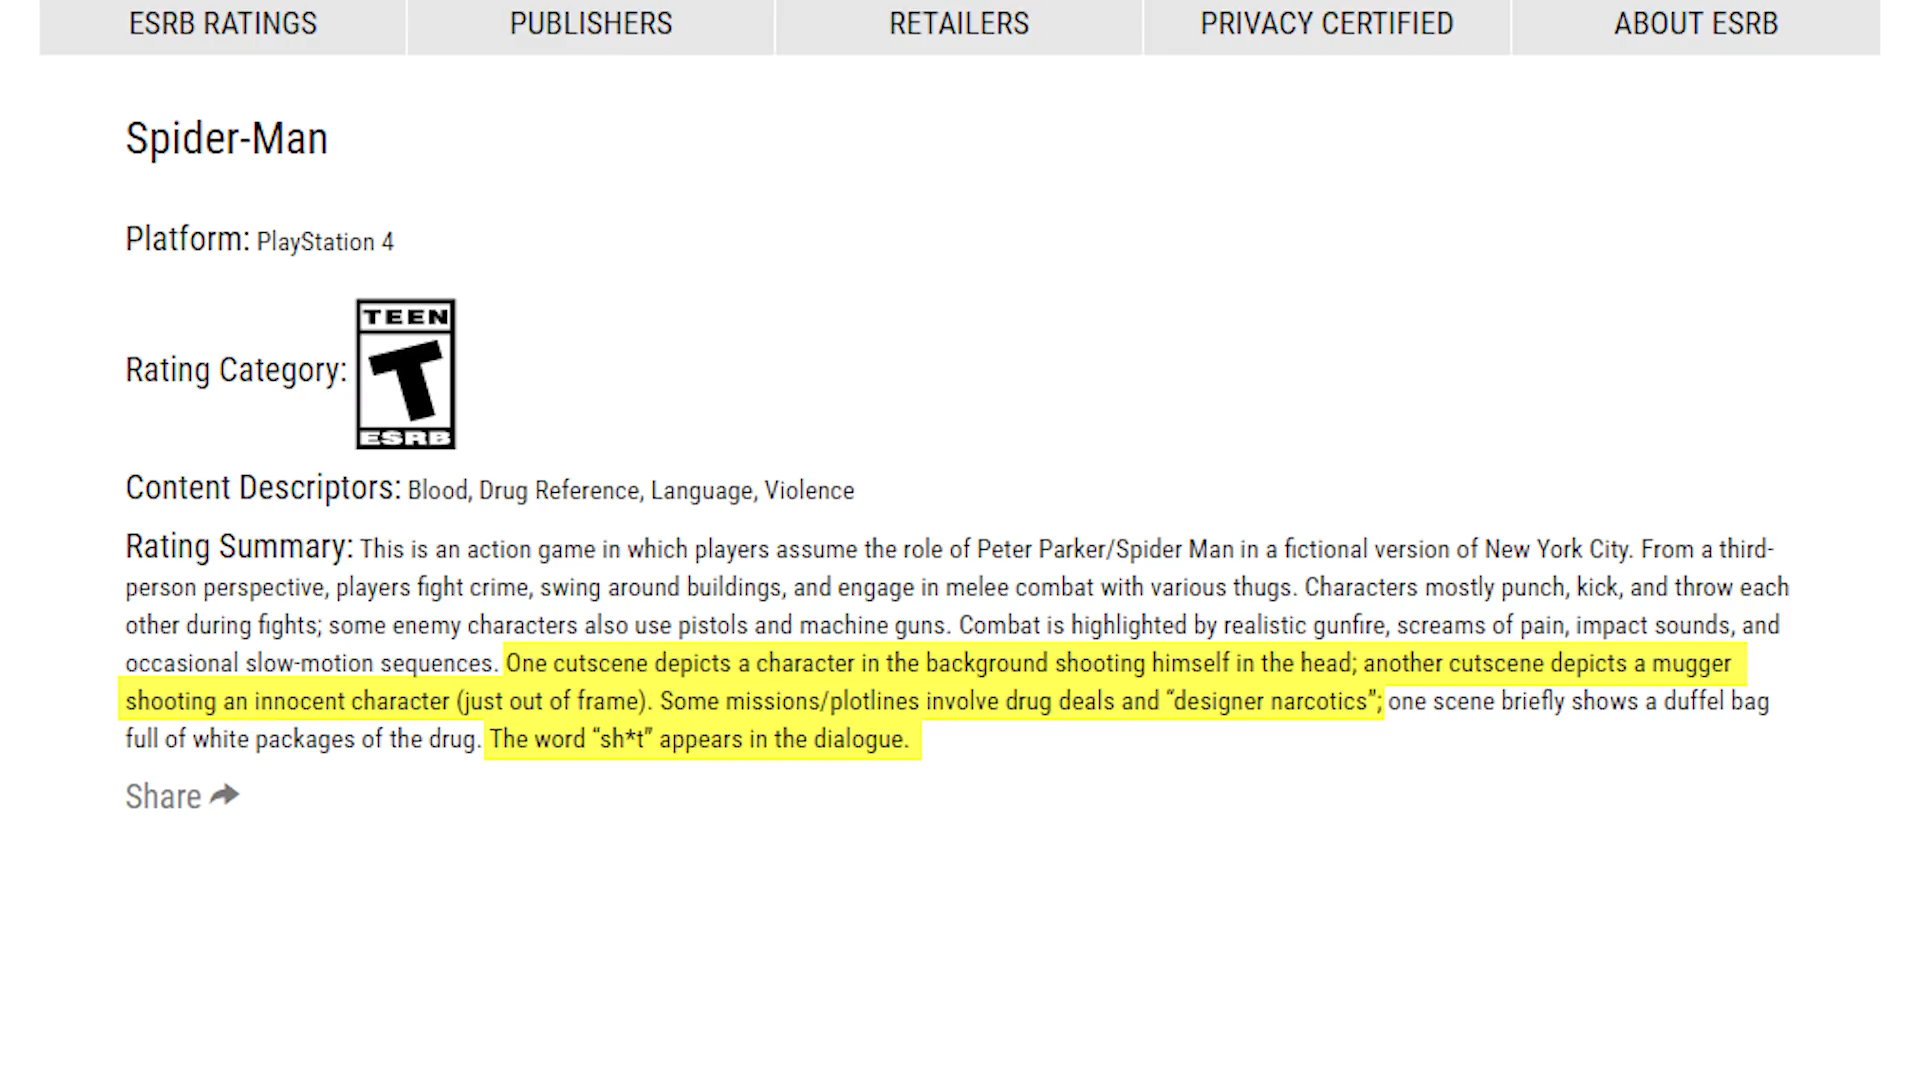 ESRB RATINGS PUBLISHERS RETAILERS PRIVACY CERTIFIED ABOUT ESRB
Spider-Man
Platform: PlayStation 4
TEEN
T
ESRB
Rating Category:
Content Descriptors: Blood, Drug Reference, Language, Violence
Rating Summary: This is an action game in which players assume the role of Peter Parker/Spider Man in a fictional version of New York City. From a third-
person perspective, players fight crime, swing around buildings, and engage in melee combat with various thugs. Characters mostly punch, kick, and throw each
other during fights; some enemy characters also use pistols and machine guns. Combat is highlighted by realistic gunfire, screams of pain, impact sounds, and
occasional slow-motion sequences. One cutscene depicts a character in the background shooting himself in the head; another cutscene depicts a mugger
shooting an innocent character (just out of frame). Some missions/plotlines involve drug deals and “designer narcotics”; one scene briefly shows a duffel bag
full of white packages of the drug. The word “sh*t” appears in the dialogue.
Share